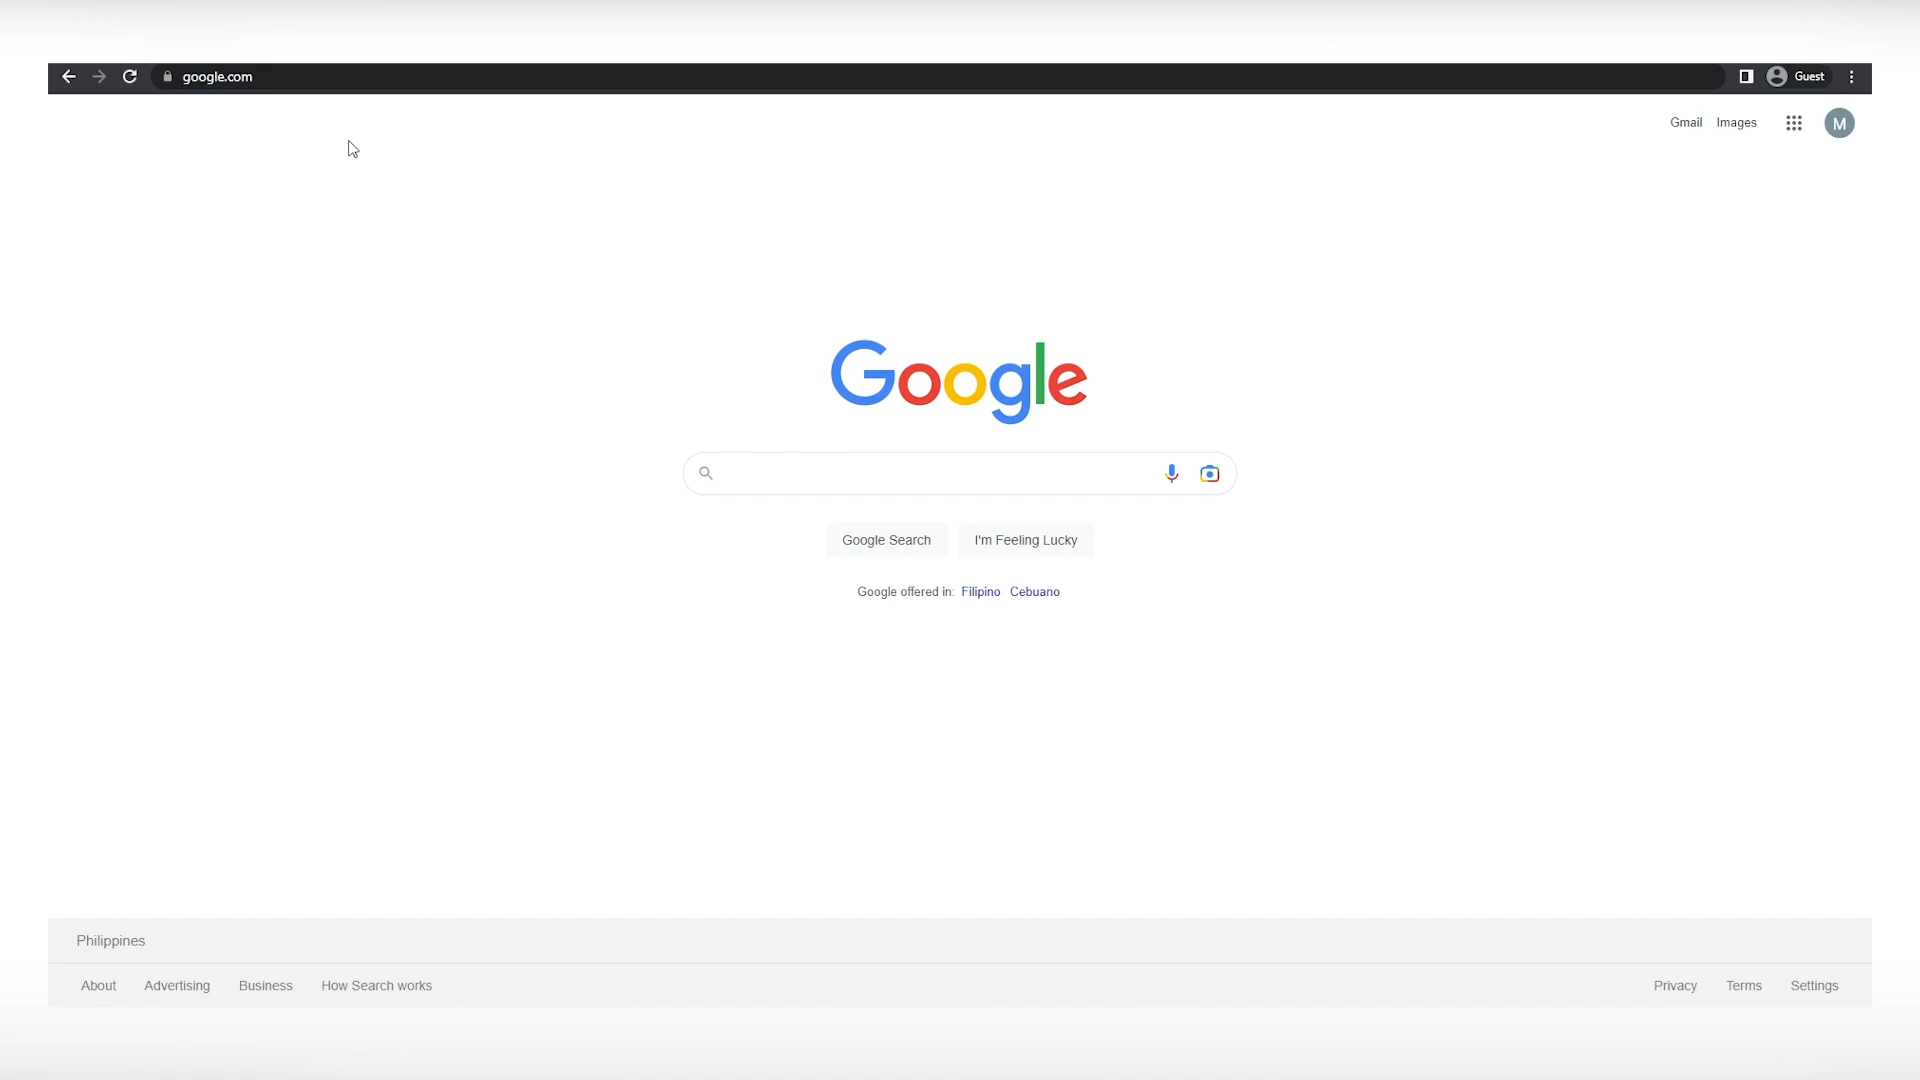 google.com
Guest
Gmail Images
M
Google
Google Search I'm Feeling Lucky
Google offered in: Filipino Cebuano
Philippines
About Advertising Business How Search works Privacy Terms Settings